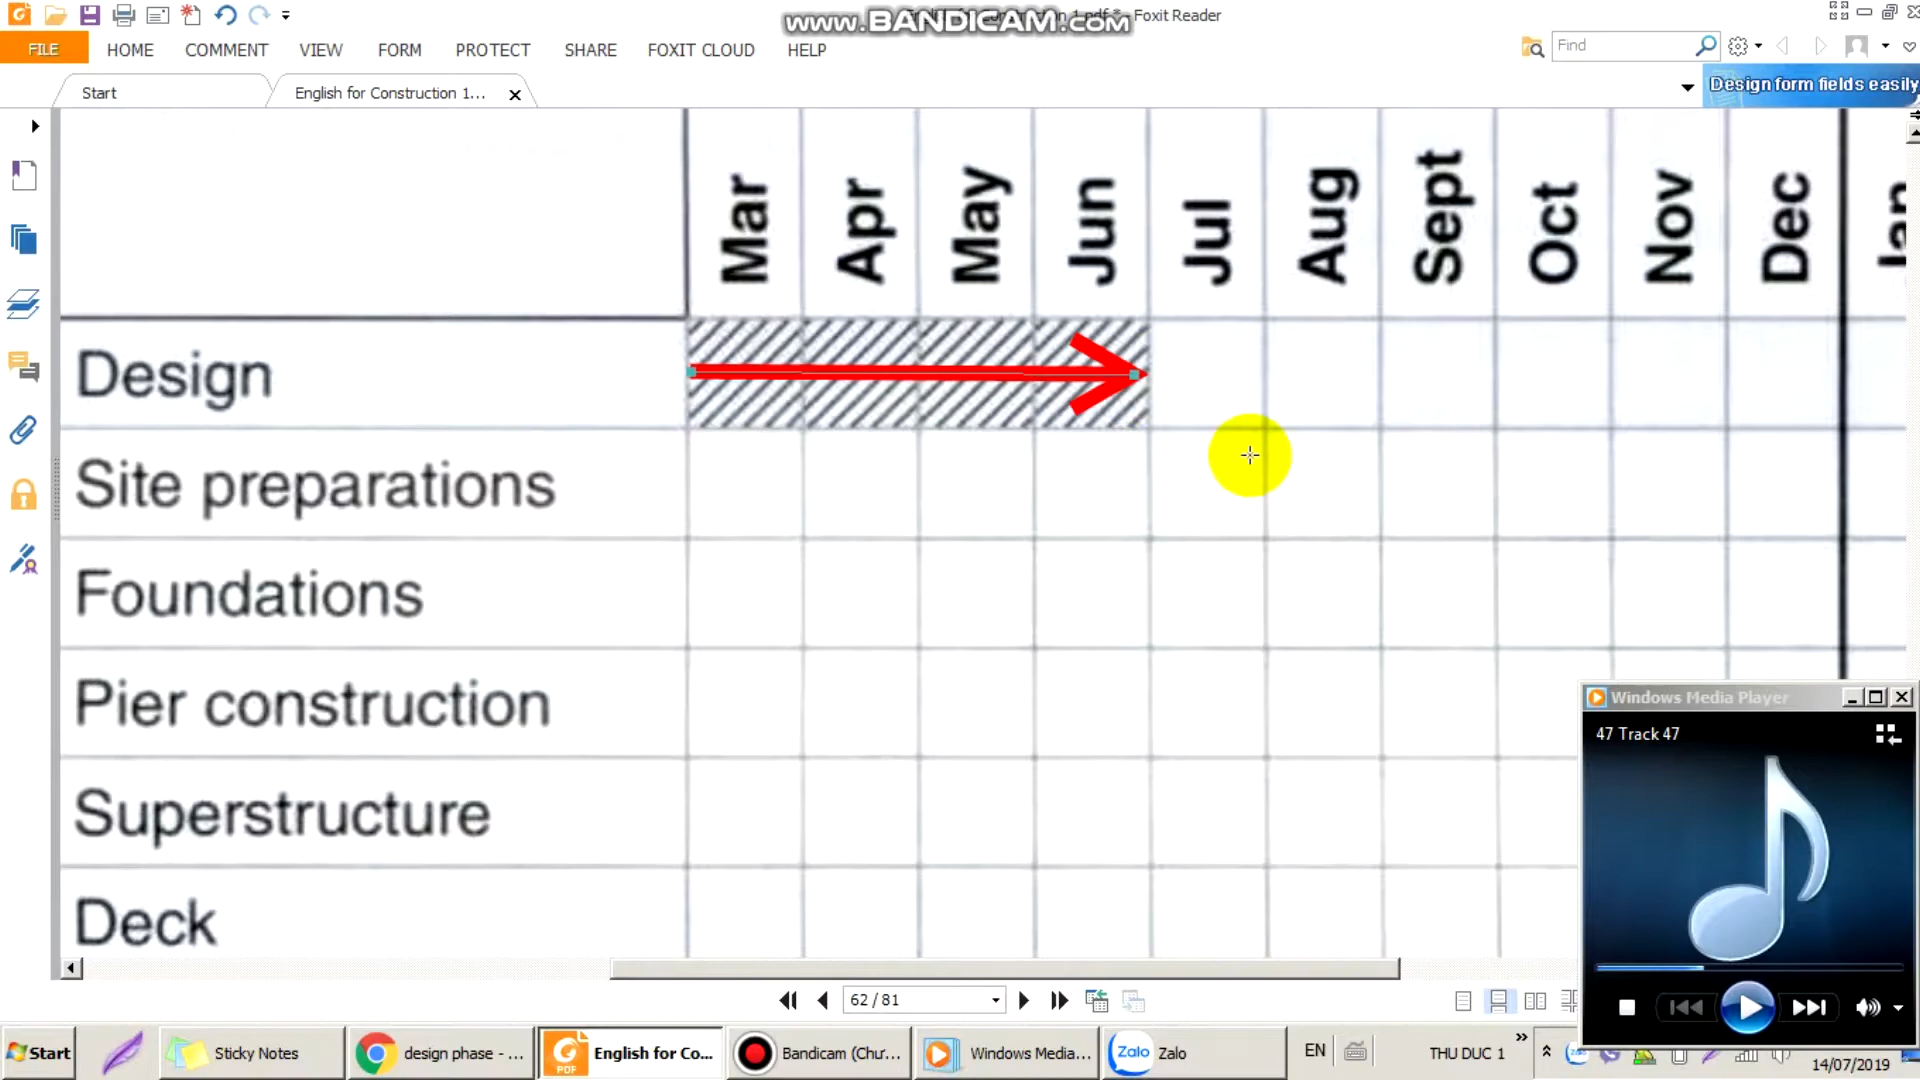 www.BANDICAM.com
- Foxit Reader
FILE HOME COMMENT VIEW FORM PROTECT SHARE FOXIT CLOUD HELP
Find
Start
English for Construction 1...
Design form fields easily
Mar Apr May Jun Jul Aug Sept Oct Nov Dec
Design
Site preparations
Foundations
Pier construction
Superstructure
Deck
Windows Media Player
47 Track 47
62 / 81
Start
Sticky Notes
design phase - ...
PDF
English for Co...
Bandicam (Chư...
Windows Media...
Zalo
Zalo
EN
THU DUC 1
»
14/07/2019